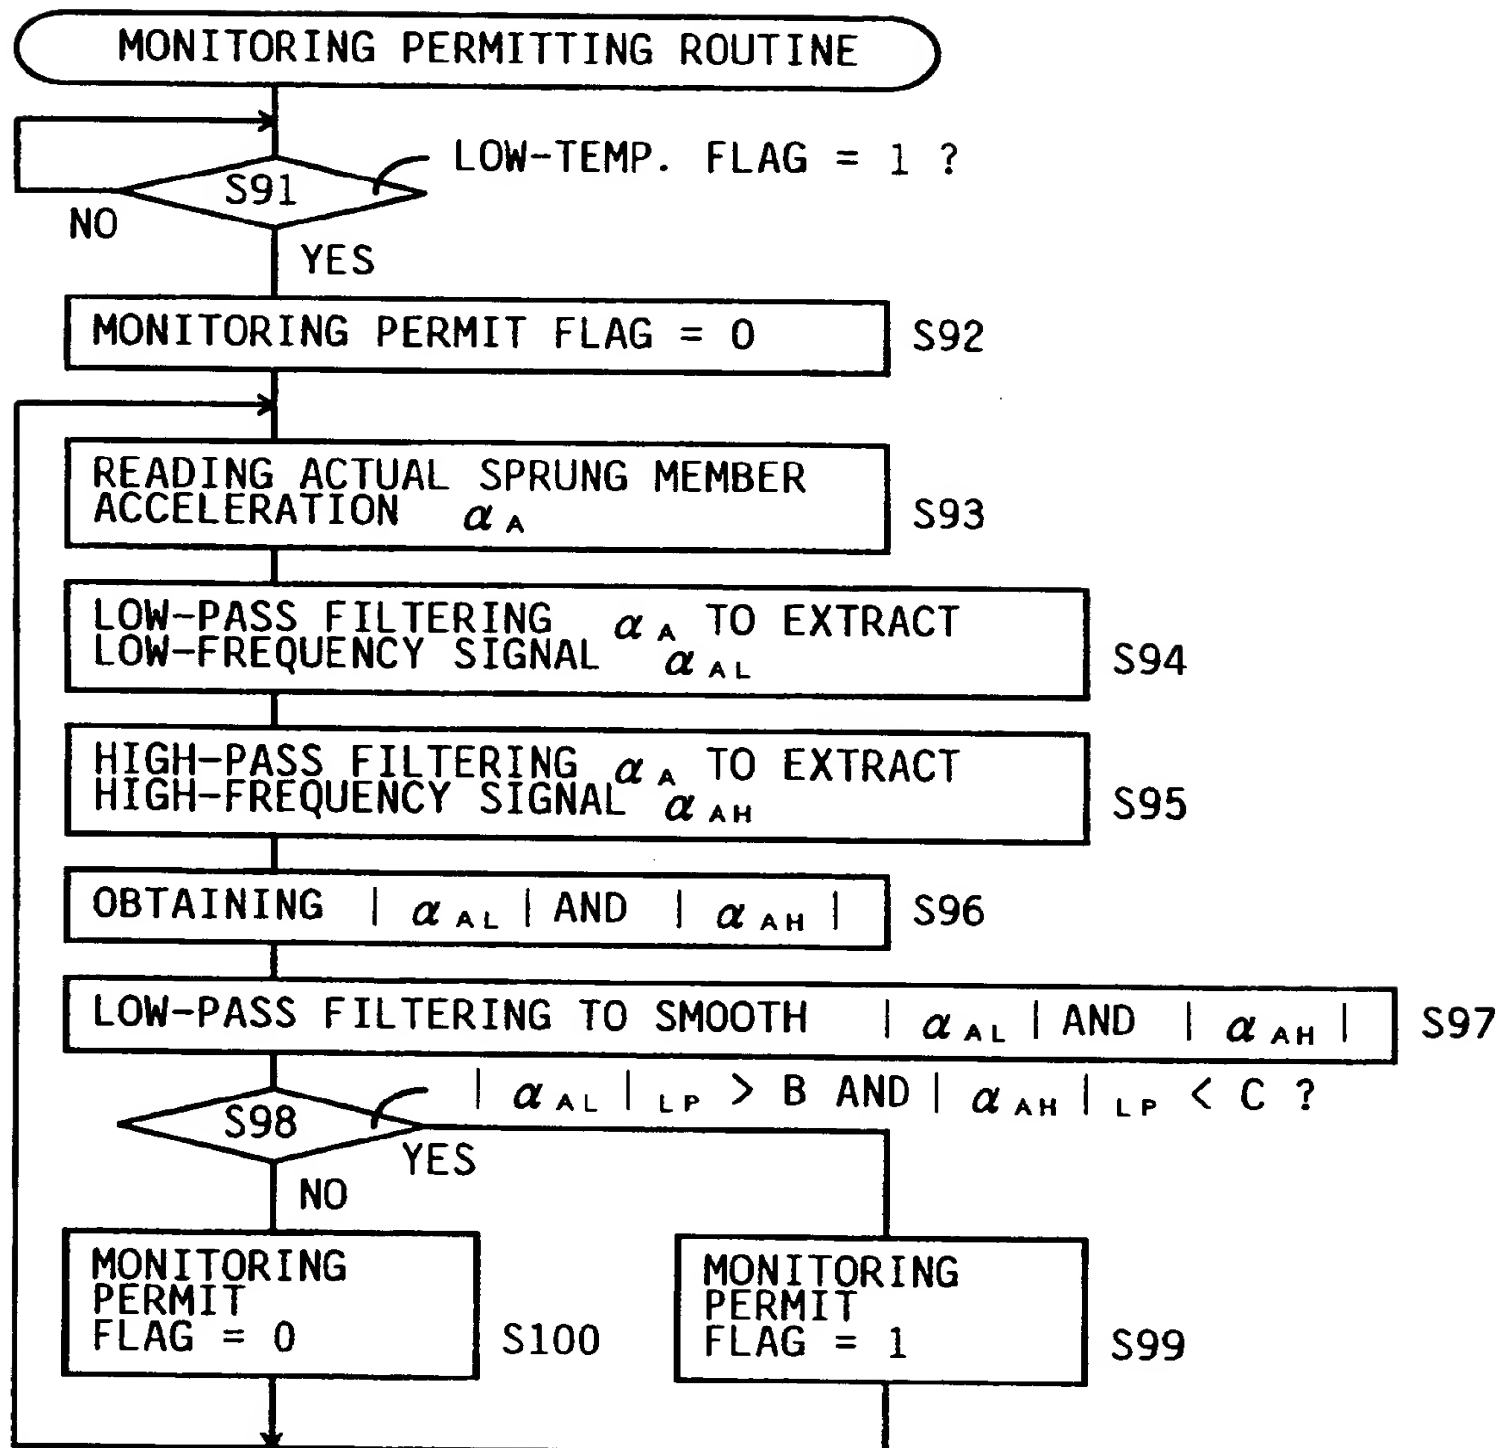 MONITORING PERMITTING ROUTINE
LOW-TEMP. FLAG = 1 ?
S91
NO
YES
MONITORING PERMIT FLAG = 0
S92
READING ACTUAL SPRUNG MEMBER
ACCELERATION α A
S93
LOW-PASS FILTERING α A TO EXTRACT
LOW-FREQUENCY SIGNAL α AL
S94
HIGH-PASS FILTERING α A TO EXTRACT
HIGH-FREQUENCY SIGNAL α AH
S95
OBTAINING | α AL | AND | α AH |
S96
LOW-PASS FILTERING TO SMOOTH | α AL | AND | α AH |
S97
| α AL | LP > B AND | α AH | LP < C ?
S98
YES
NO
MONITORING
PERMIT
FLAG = 0
S100
MONITORING
PERMIT
FLAG = 1
S99